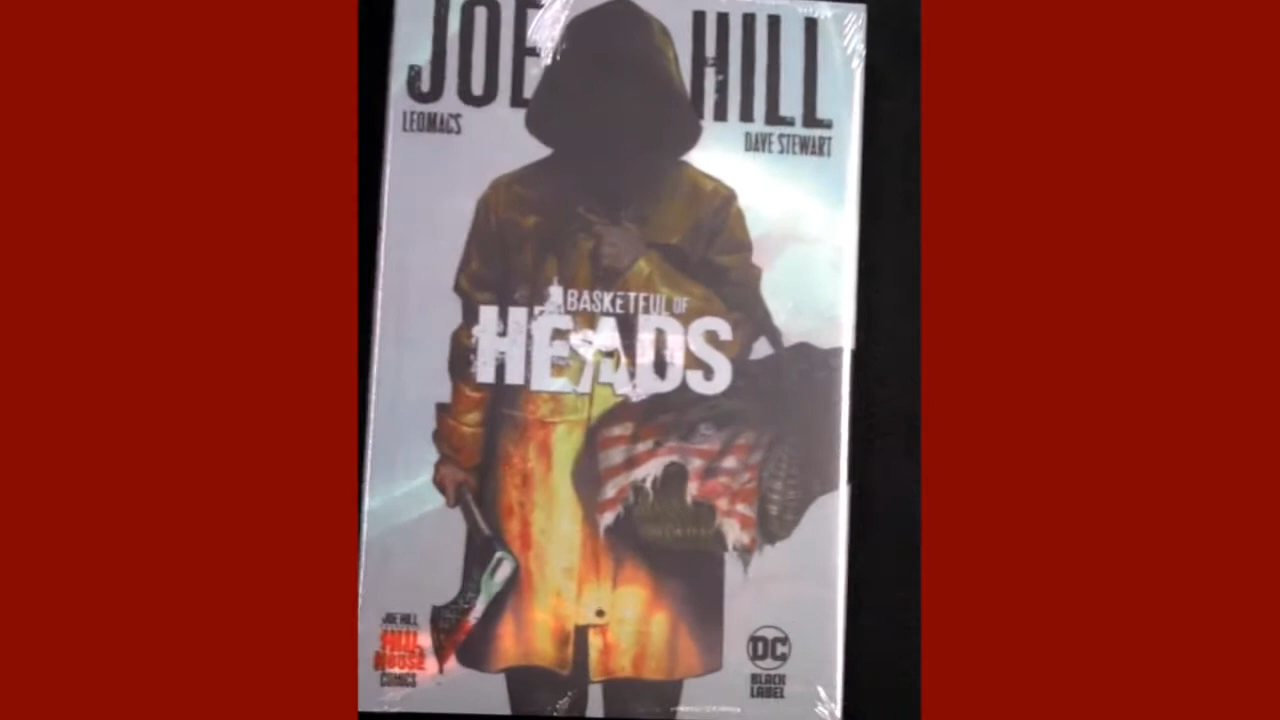 JOE HILL
LEOMACS
DAVE STEWART
A BASKETFUL OF
HEADS
JOE HILL
HILL
HOUSE
COMICS
DC
BLACK
LABEL